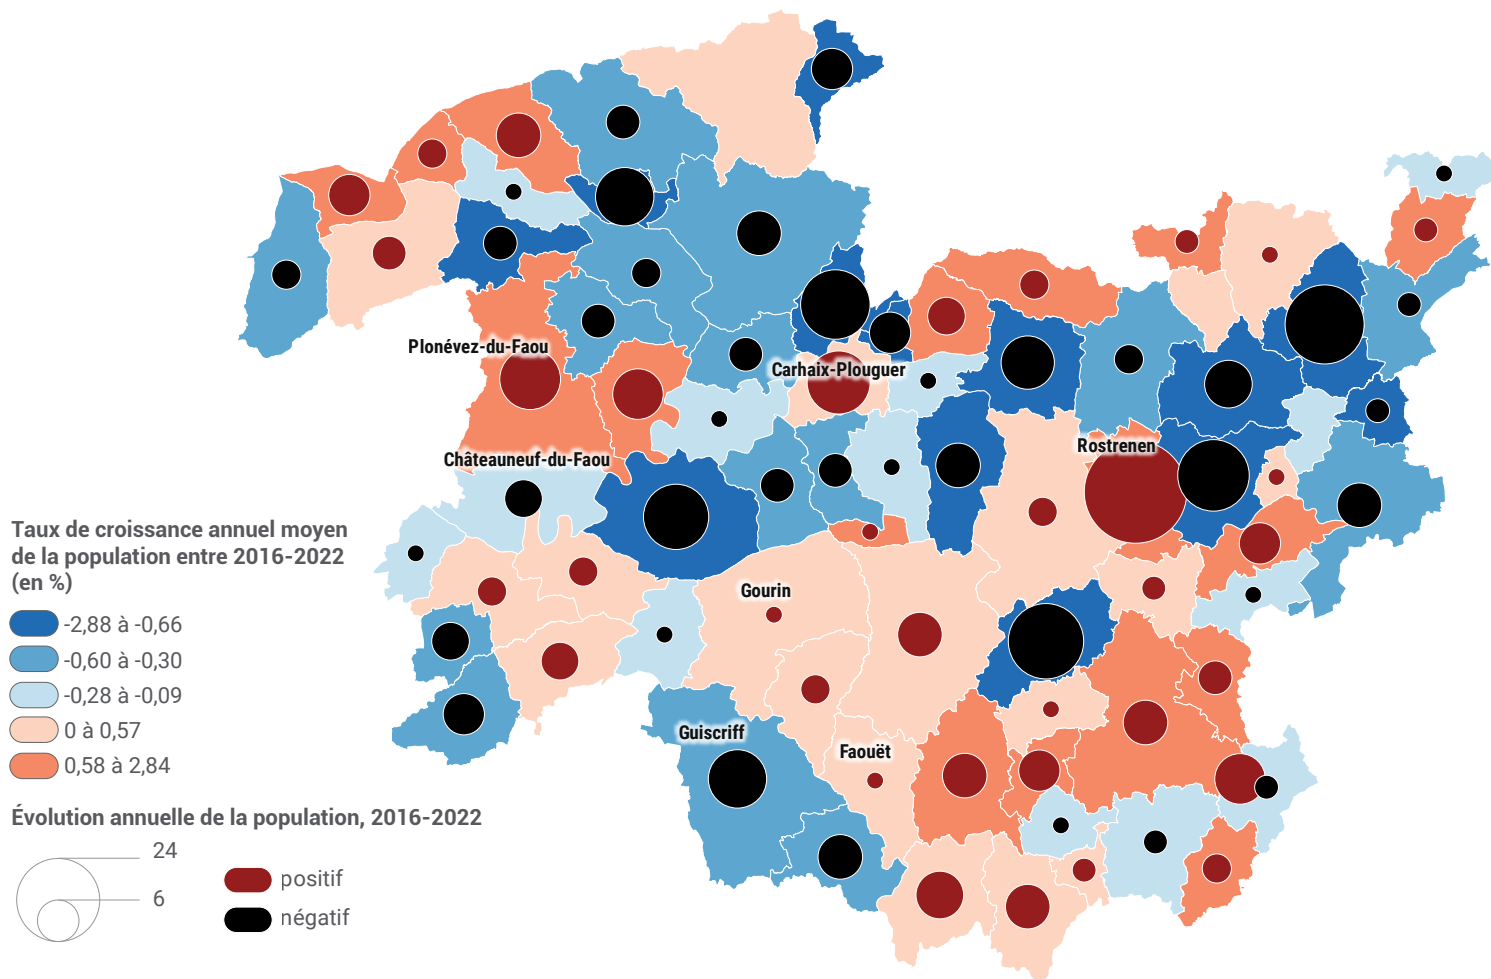 Plonévez-du-Faou
Carhaix-Plouguer
Rostrenen
Châteauneuf-du-Faou
Gourin
Guiscriff
Faouët
Taux de croissance annuel moyen
de la population entre 2016-2022
(en %)
-2,88 à -0,66
-0,60 à -0,30
-0,28 à -0,09
0 à 0,57
0,58 à 2,84
Évolution annuelle de la population, 2016-2022
24
6
positif
négatif